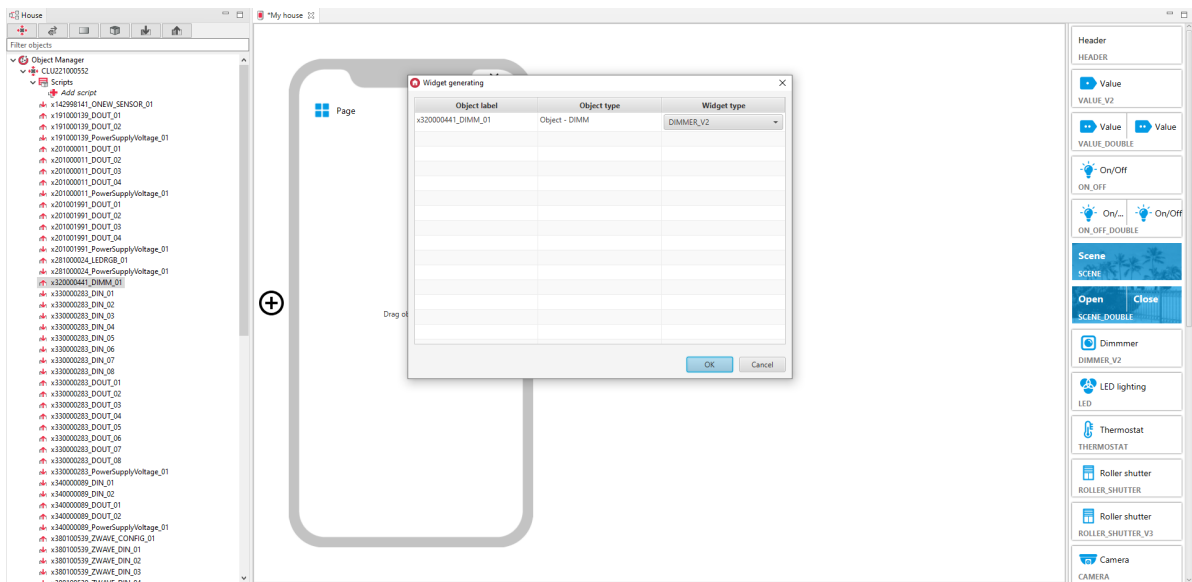 House
*My house
Filter objects
Object Manager
CLU221000552
Scripts
Add script
x142998141_ONEW_SENSOR_01
x191000139_DOUT_01
x191000139_DOUT_02
x191000139_PowerSupplyVoltage_01
x201000011_DOUT_01
x201000011_DOUT_02
x201000011_DOUT_03
x201000011_DOUT_04
x201000011_PowerSupplyVoltage_01
x201001991_DOUT_01
x201001991_DOUT_02
x201001991_DOUT_03
x201001991_DOUT_04
x201001991_PowerSupplyVoltage_01
x281000024_LEDRGB_01
x281000024_PowerSupplyVoltage_01
x320000441_DIMM_01
x330000283_DIN_01
x330000283_DIN_02
x330000283_DIN_03
x330000283_DIN_04
x330000283_DIN_05
x330000283_DIN_06
x330000283_DIN_07
x330000283_DIN_08
x330000283_DOUT_01
x330000283_DOUT_02
x330000283_DOUT_03
x330000283_DOUT_04
x330000283_DOUT_05
x330000283_DOUT_06
x330000283_DOUT_07
x330000283_DOUT_08
x330000283_PowerSupplyVoltage_01
x340000089_DIN_01
x340000089_DIN_02
x340000089_DOUT_01
x340000089_DOUT_02
x340000089_PowerSupplyVoltage_01
x380100539_ZWAVE_CONFIG_01
x380100539_ZWAVE_DIN_01
x380100539_ZWAVE_DIN_02
x380100539_ZWAVE_DIN_03
Page
Drag
Widget generating
Object label Object type Widget type
x320000441_DIMM_01 Object - DIMM DIMMER_V2
OK Cancel
Header
HEADER
Value
VALUE_V2
Value Value
VALUE_DOUBLE
On/Off
ON_OFF
On/... On/Off
ON_OFF_DOUBLE
Scene
SCENE
Open Close
SCENE_DOUBLE
Dimmmer
DIMMER_V2
LED lighting
LED
Thermostat
THERMOSTAT
Roller shutter
ROLLER_SHUTTER
Roller shutter
ROLLER_SHUTTER_V3
Camera
CAMERA